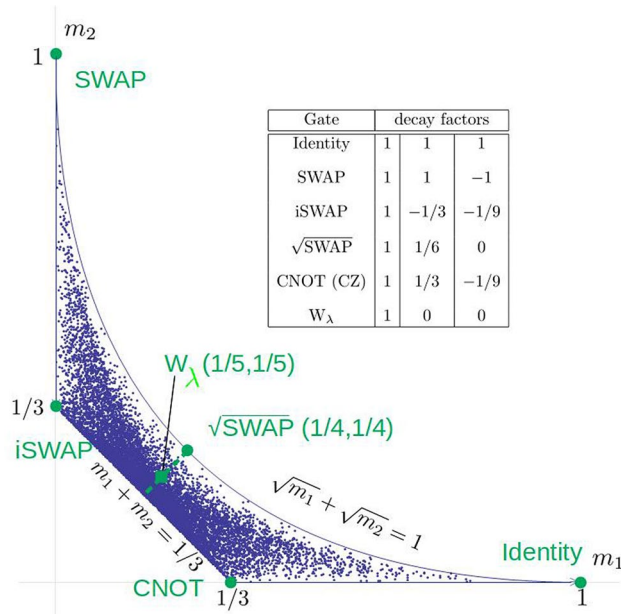 m₂
1
SWAP
Gate decay factors
Identity 1 1 1
SWAP 1 1 −1
iSWAP 1 −1/3 −1/9
√SWAP 1 1/6 0
CNOT (CZ) 1 1/3 −1/9
W_λ 1 0 0
W_λ (1/5,1/5)
1/3
√SWAP (1/4,1/4)
iSWAP
m₁ + m₂ = 1/3
√m₁ + √m₂ = 1
Identity
m₁
CNOT
1/3
1